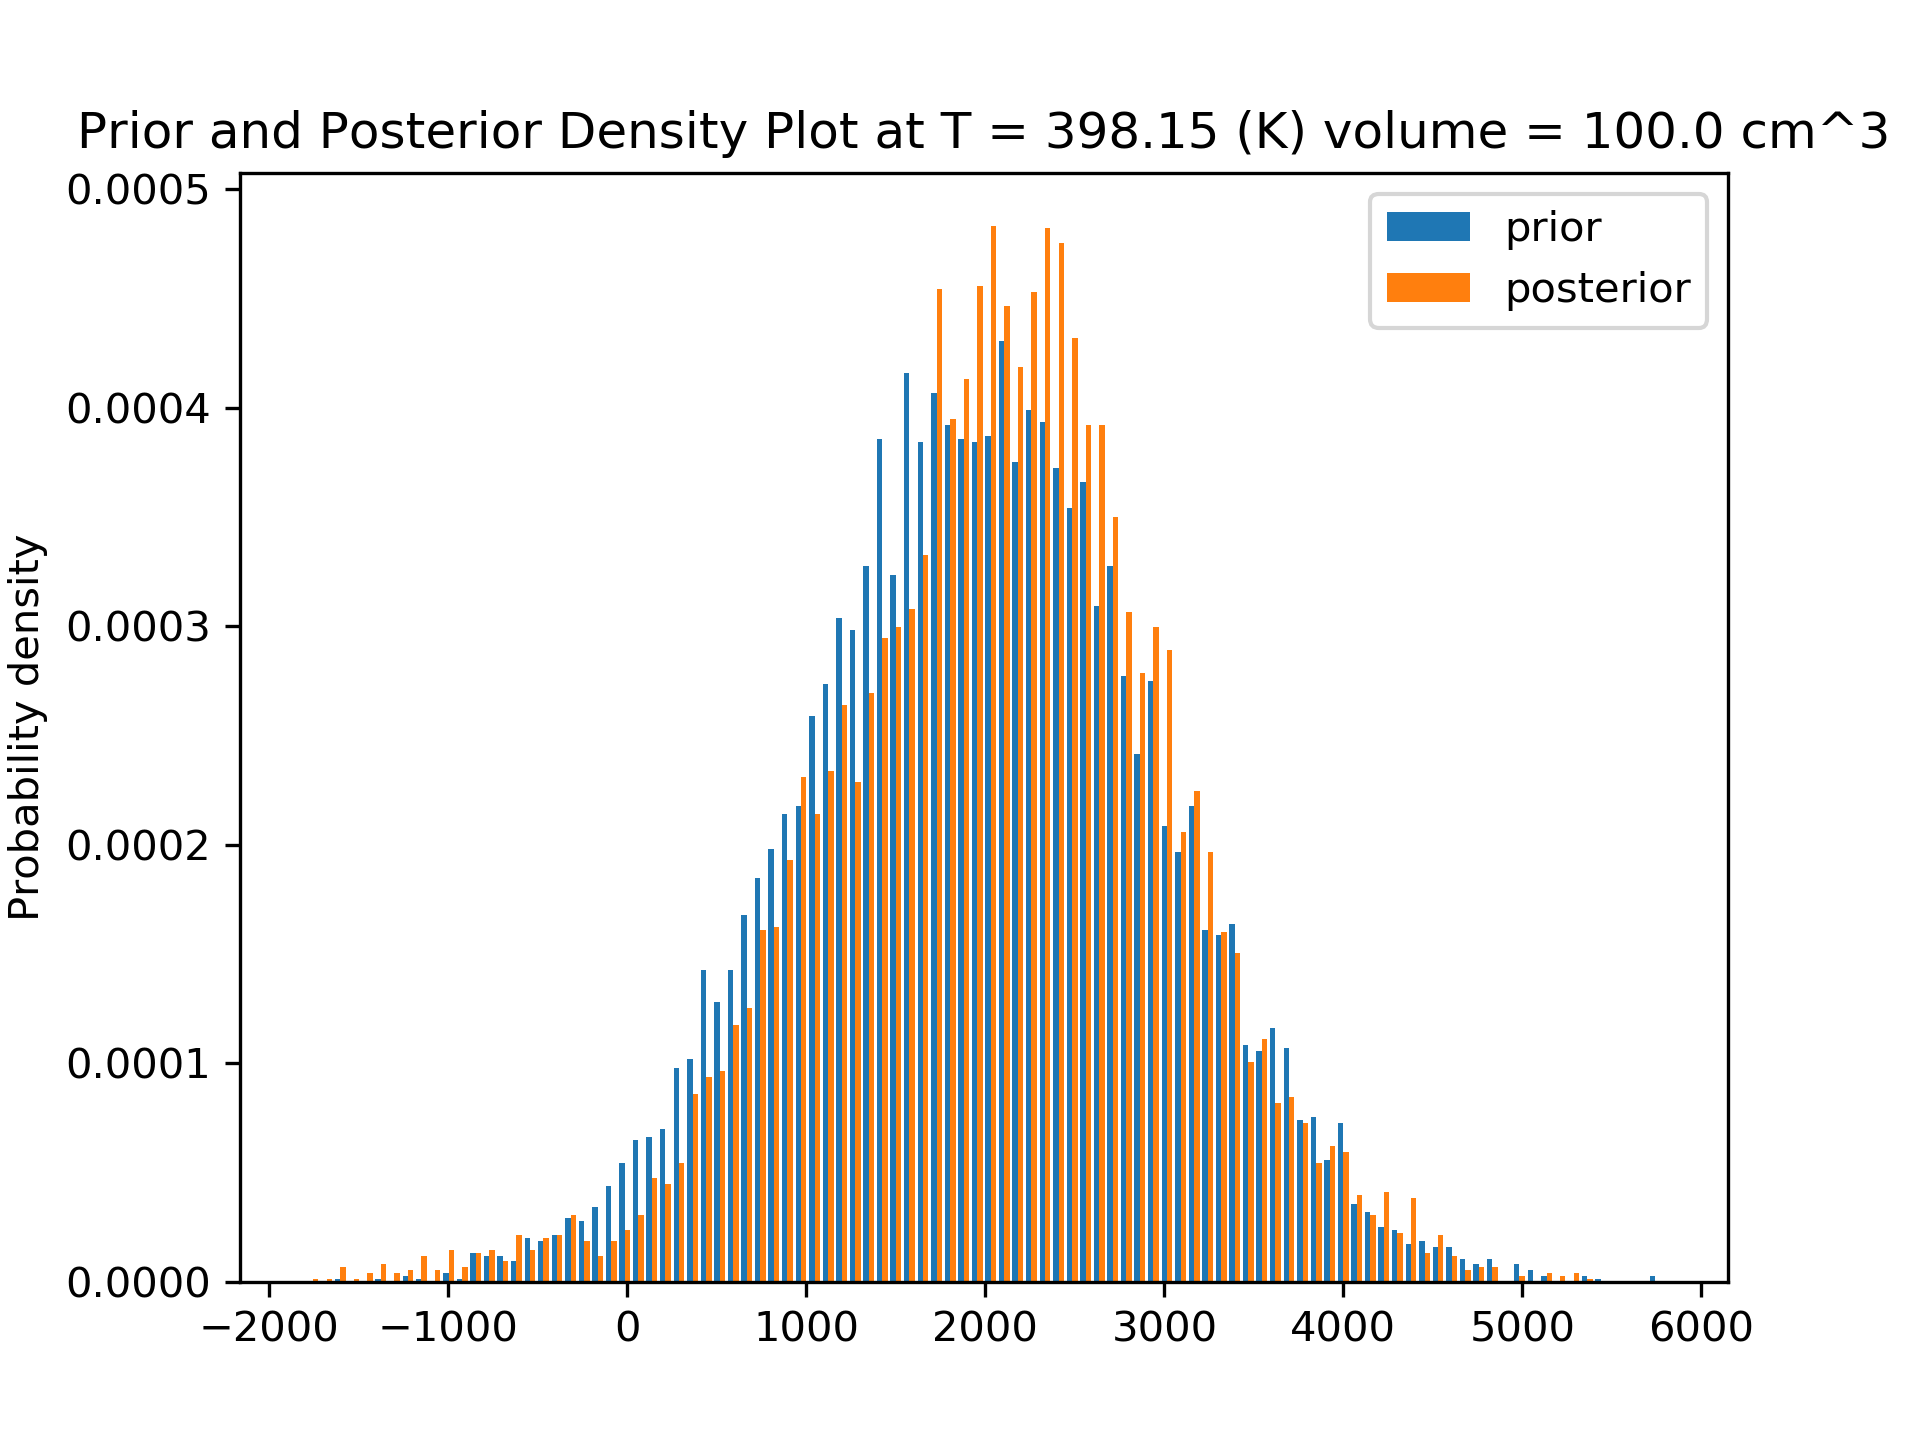 Prior and Posterior Density Plot at T = 398.15 (K) volume = 100.0 cm^3
prior
posterior
Probability density
0.0005
0.0004
0.0003
0.0002
0.0001
0.0000
−2000 −1000 0 1000 2000 3000 4000 5000 6000